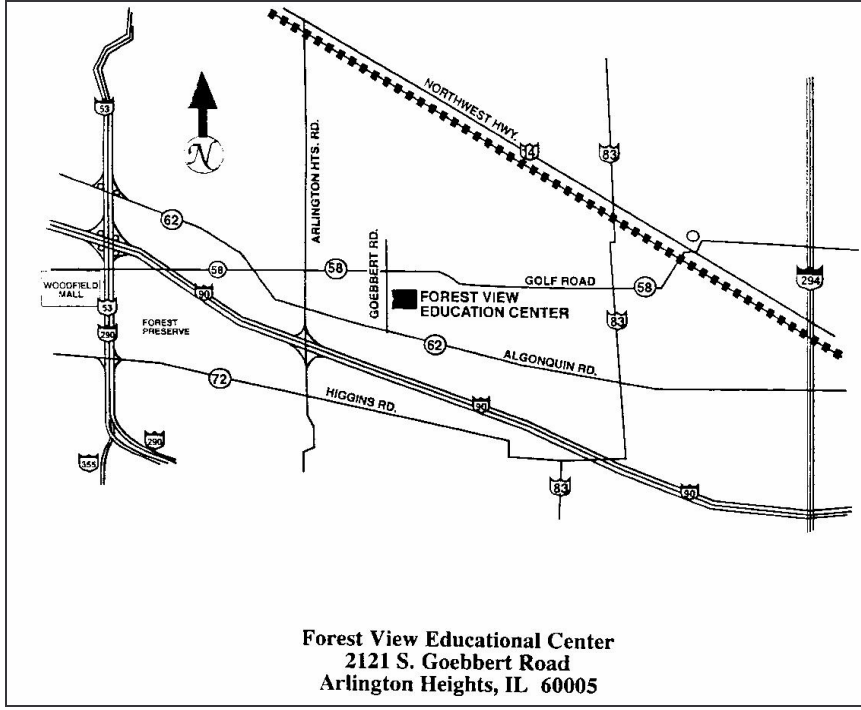 53
N
NORTHWEST HWY.
14
83
ARLINGTON HTS. RD.
62
GOEBBERT RD.
58
58
GOLF ROAD
58
294
WOODFIELD
MALL
90
53
FOREST VIEW
EDUCATION CENTER
83
FOREST
PRESERVE
290
62
ALGONQUIN RD.
72
HIGGINS RD.
90
290
355
83
90
Forest View Educational Center
2121 S. Goebbert Road
Arlington Heights, IL 60005